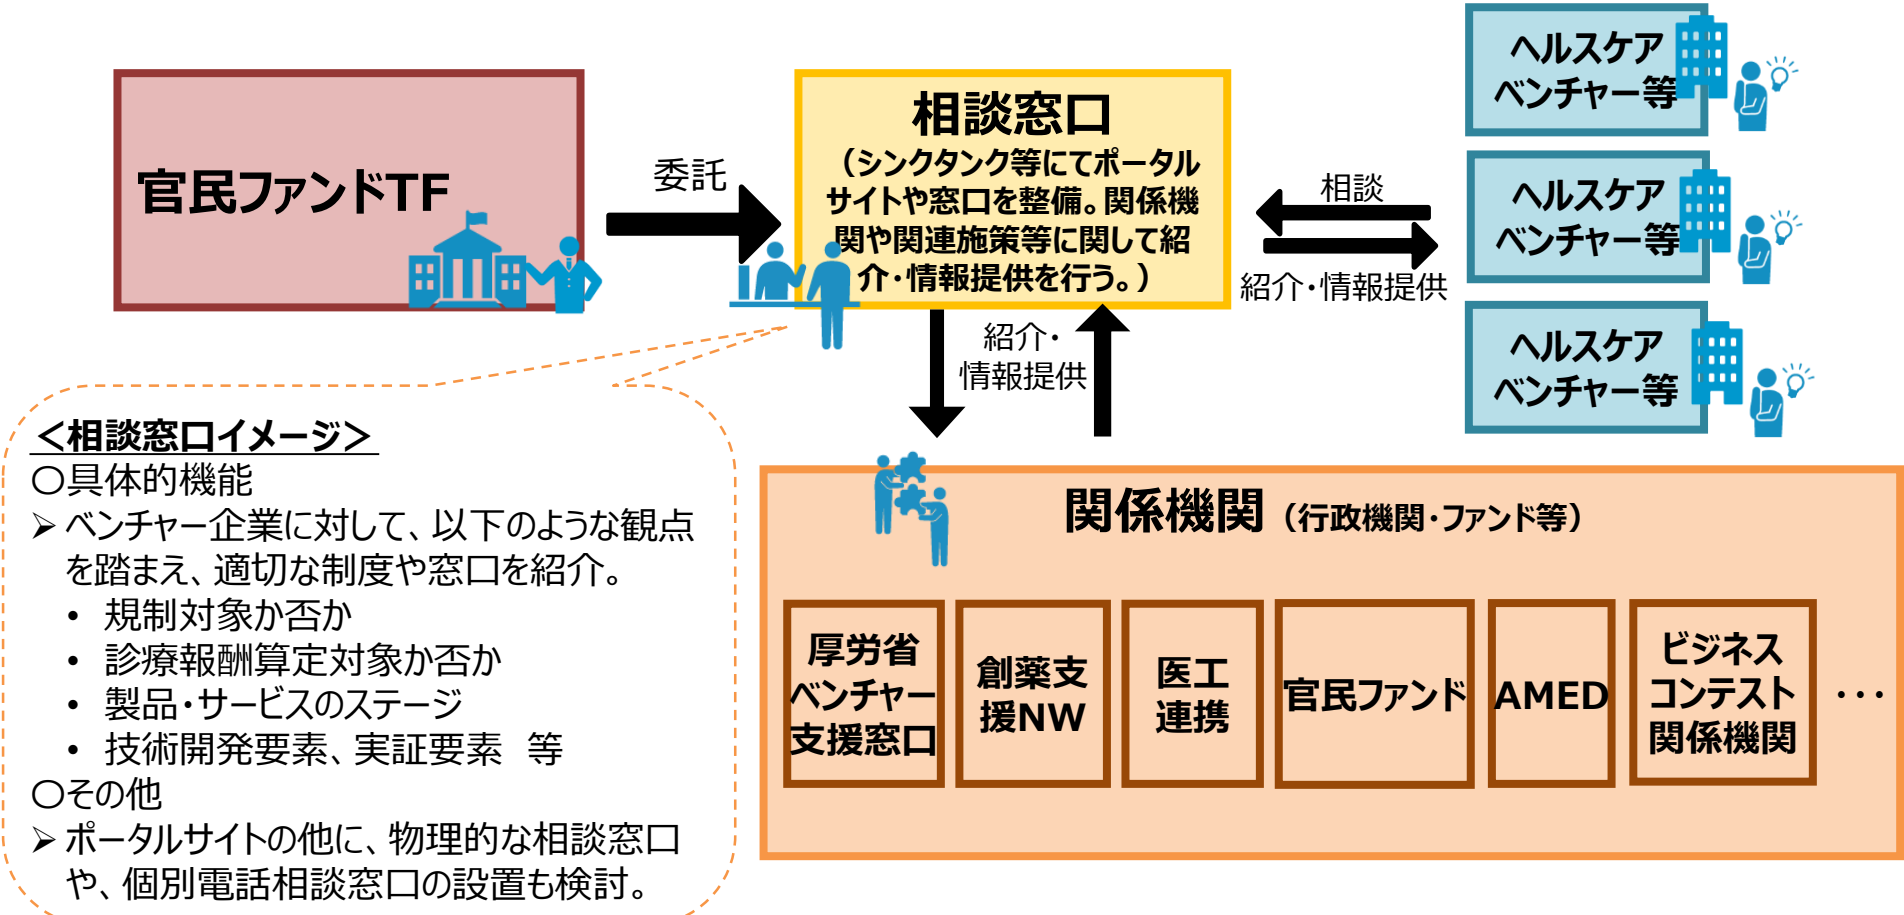 官民ファンドTF
委託
相談窓口
（シンクタンク等にてポータル
サイトや窓口を整備。関係機
関や関連施策等に関して紹
介・情報提供を行う。）
相談
紹介・情報提供
ヘルスケア
ベンチャー等
ヘルスケア
ベンチャー等
ヘルスケア
ベンチャー等
紹介・
情報提供
＜相談窓口イメージ＞
○具体的機能
➢ ベンチャー企業に対して、以下のような観点
を踏まえ、適切な制度や窓口を紹介。
• 規制対象か否か
• 診療報酬算定対象か否か
• 製品・サービスのステージ
• 技術開発要素、実証要素　等
○その他
➢ ポータルサイトの他に、物理的な相談窓口
や、個別電話相談窓口の設置も検討。
関係機関（行政機関・ファンド等）
厚労省
ベンチャー
支援窓口
創薬支
援NW
医工
連携
官民ファンド
AMED
ビジネス
コンテスト
関係機関
・・・